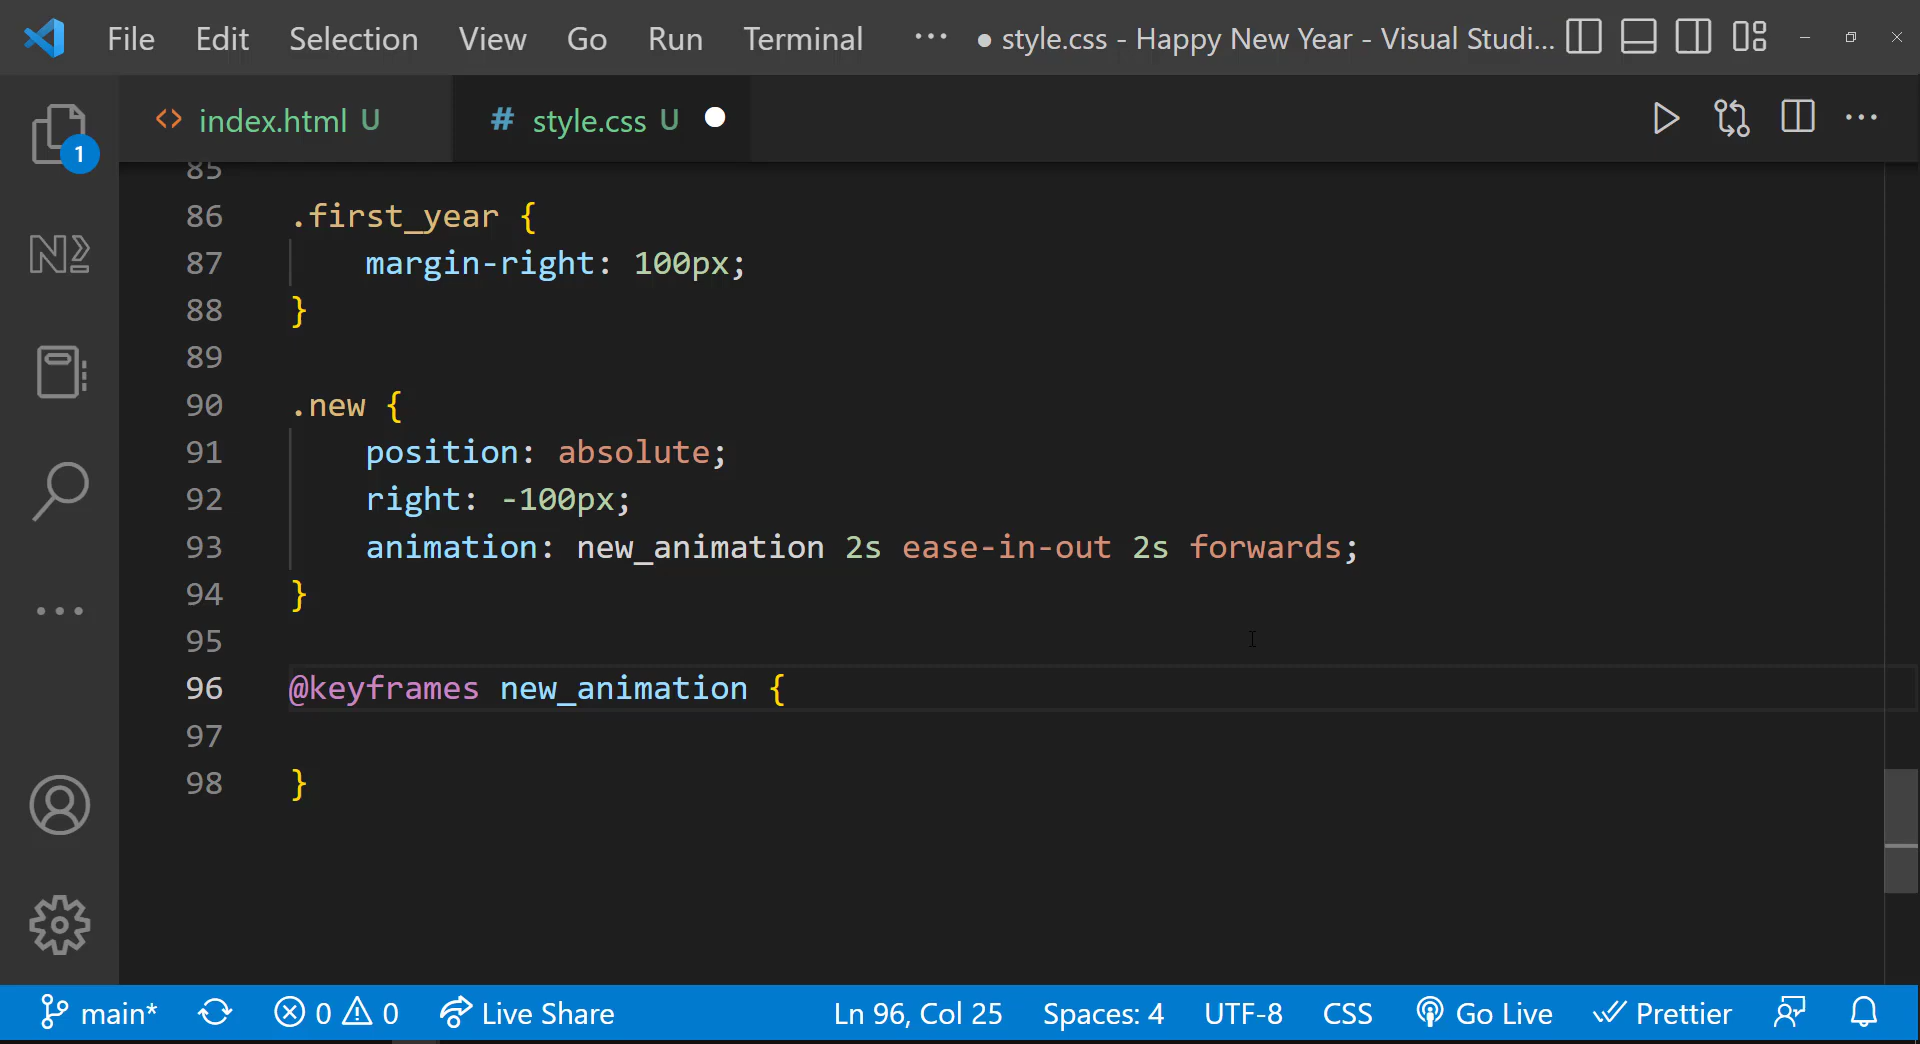 File Edit Selection View Go Run Terminal ··· ● style.css - Happy New Year - Visual Studi...
<> index.html U # style.css U ●
1
85
86 .first_year {
87 margin-right: 100px;
88 }
89
90 .new {
91 position: absolute;
92 right: -100px;
93 animation: new_animation 2s ease-in-out 2s forwards;
94 }
95
96 @keyframes new_animation {
97
98 }
main* 0 0 Live Share Ln 96, Col 25 Spaces: 4 UTF-8 CSS Go Live Prettier